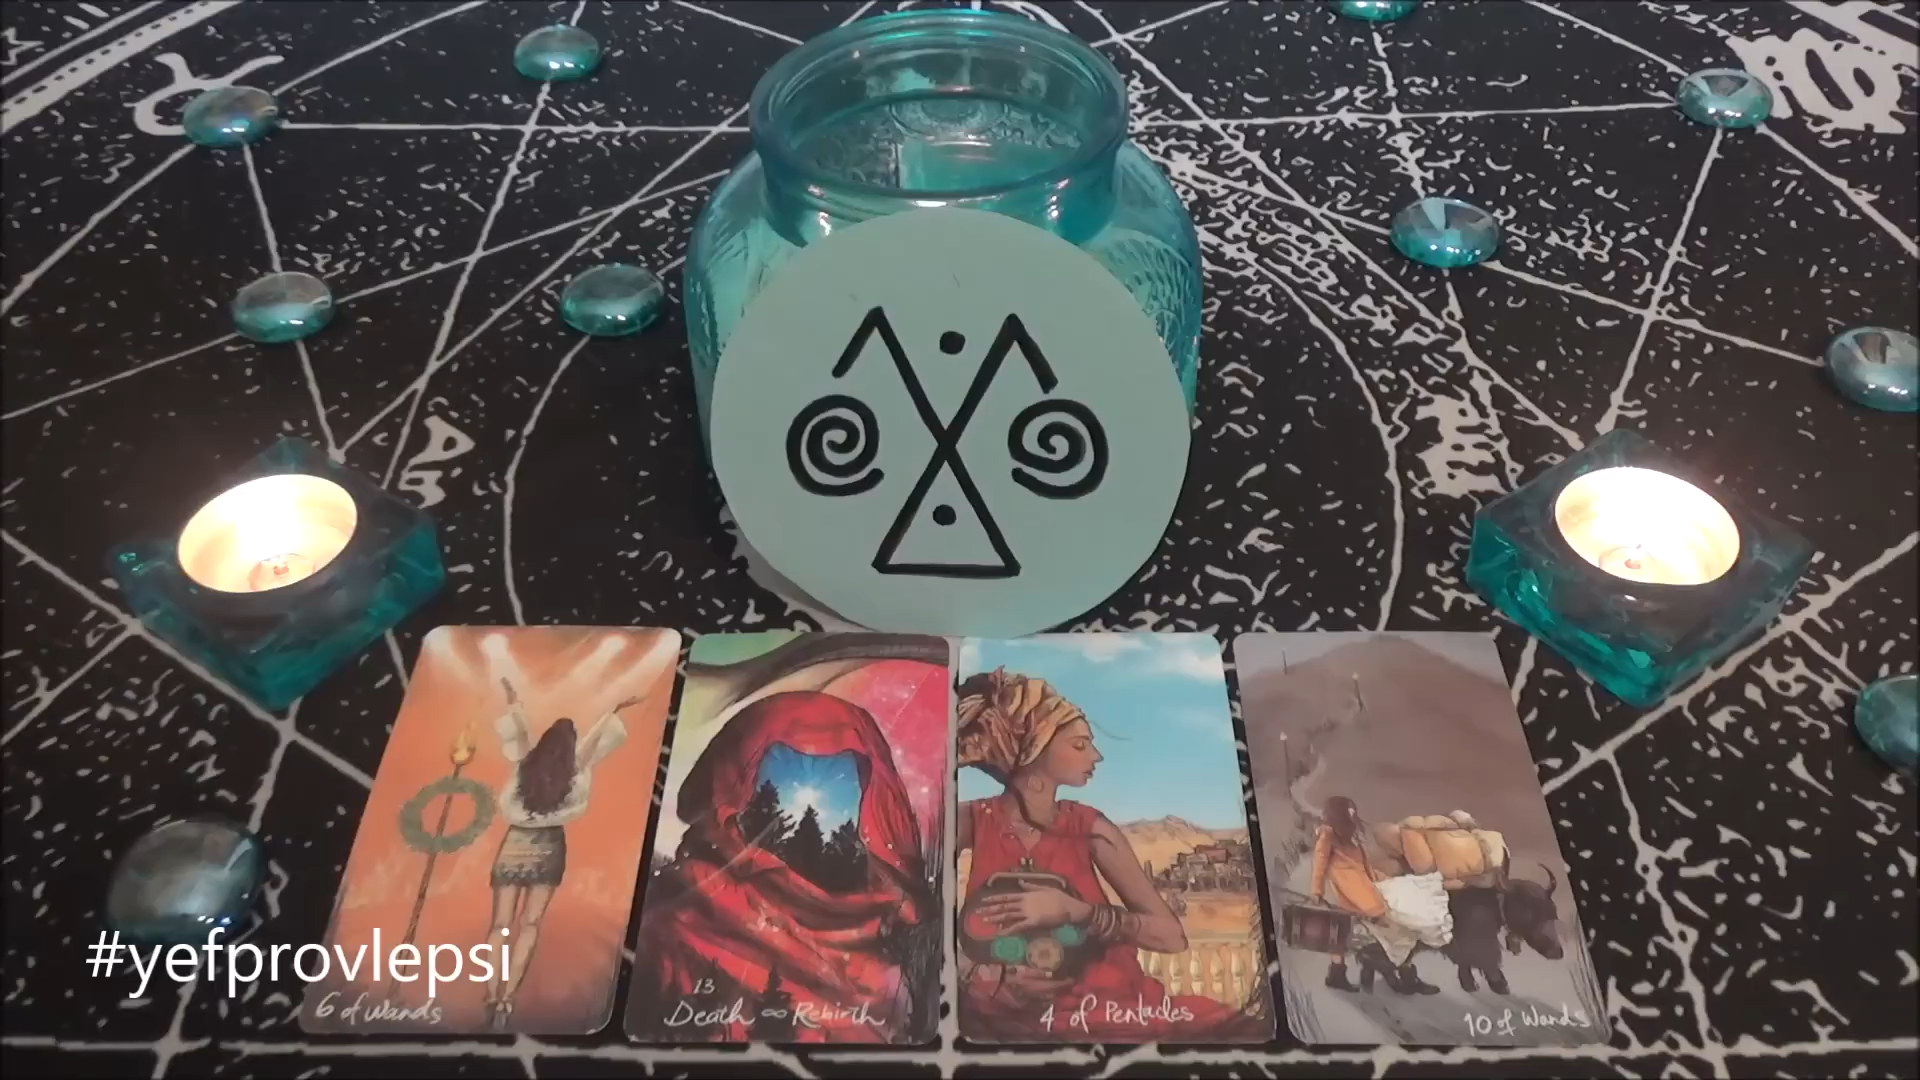 #yefprovlepsi
6 of Wands
13
Death ∞ Rebirth
4 of Pentacles
10 of Wands